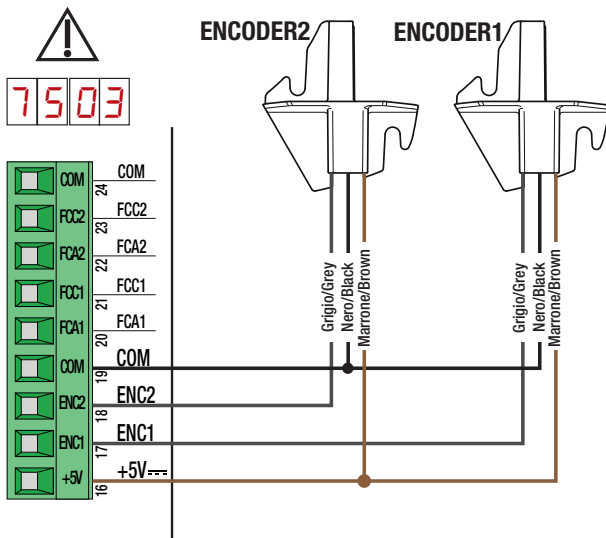 ENCODER2 ENCODER1
7503
COM 24 COM
FCC2 23 FCC2
FCA2 22 FCA2
FCC1 21 FCC1
FCA1 20 FCA1
COM 19 COM
ENC2 18 ENC2
ENC1 17 ENC1
+5V 16 +5V
Grigio/Grey
Nero/Black
Marrone/Brown
Grigio/Grey
Nero/Black
Marrone/Brown